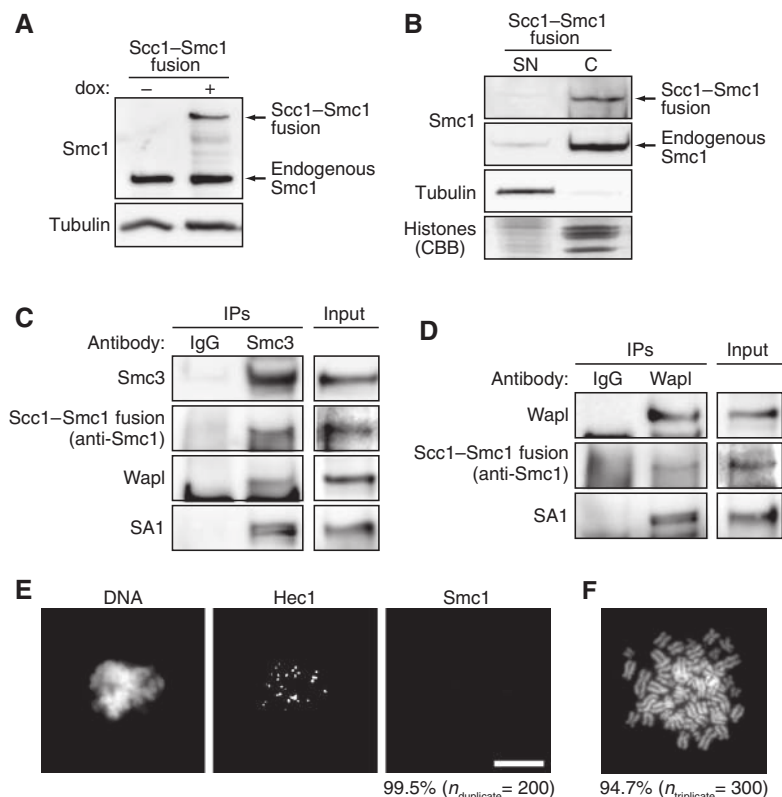 A
Scc1–Smc1
fusion
dox:
–
+
Smc1
Scc1–Smc1
fusion
Endogenous
Smc1
Tubulin
B
Scc1–Smc1
fusion
SN
C
Smc1
Scc1–Smc1
fusion
Endogenous
Smc1
Tubulin
Histones
(CBB)
C
IPs
Input
Antibody:
IgG
Smc3
Smc3
Scc1–Smc1 fusion
(anti-Smc1)
Wapl
SA1
D
IPs
Input
Antibody:
IgG
Wapl
Wapl
Scc1–Smc1 fusion
(anti-Smc1)
SA1
E
DNA
Hec1
Smc1
99.5% (nduplicate= 200)
F
94.7% (ntriplicate= 300)